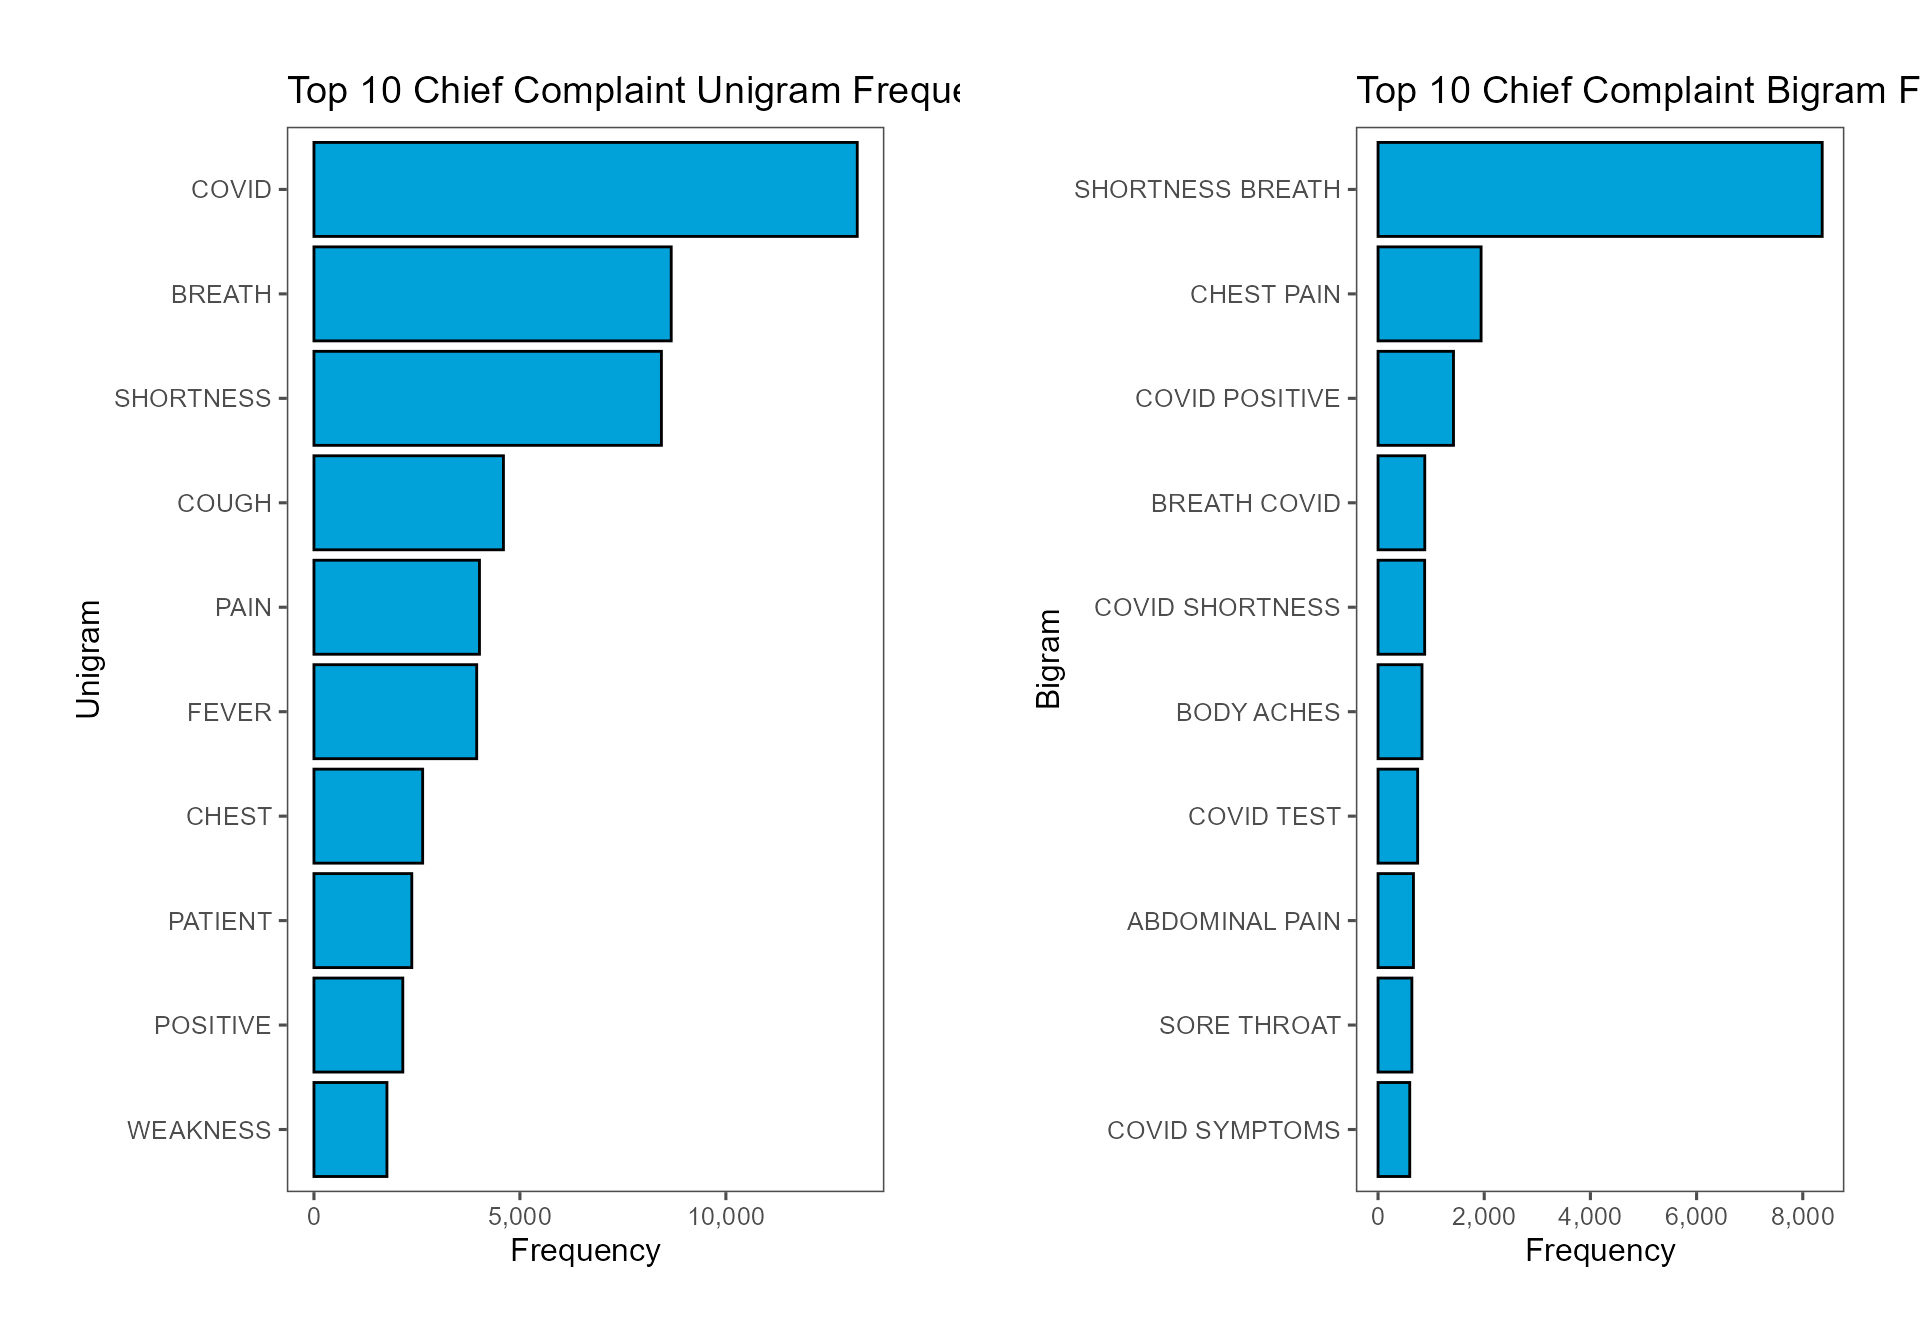 Top 10 Chief Complaint Unigram Freque
COVID
BREATH
SHORTNESS
COUGH
PAIN
FEVER
CHEST
PATIENT
POSITIVE
WEAKNESS
Unigram
0 5,000 10,000
Frequency
Top 10 Chief Complaint Bigram F
SHORTNESS BREATH
CHEST PAIN
COVID POSITIVE
BREATH COVID
COVID SHORTNESS
BODY ACHES
COVID TEST
ABDOMINAL PAIN
SORE THROAT
COVID SYMPTOMS
Bigram
0 2,000 4,000 6,000 8,000
Frequency